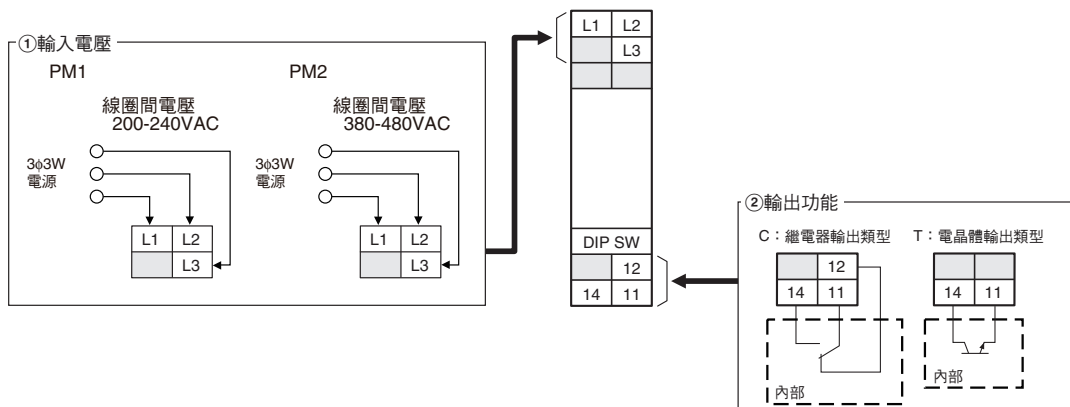 ①輸入電壓
PM1
線圈間電壓
200-240VAC
3ϕ3W
電源
L1 L2
L3
PM2
線圈間電壓
380-480VAC
3ϕ3W
電源
L1 L2
L3
L1 L2
L3
DIP SW
12
14 11
②輸出功能
C：繼電器輸出類型
12
14 11
內部
T：電晶體輸出類型
14 11
內部